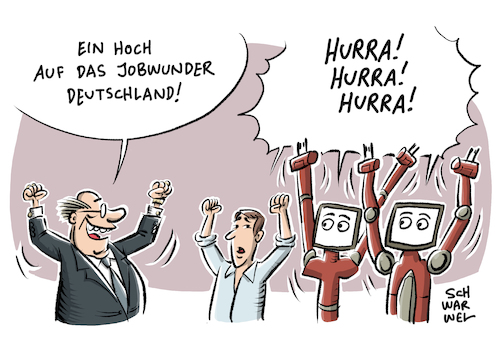 EIN HOCH
AUF DAS JOBWUNDER
DEUTSCHLAND!
HURRA!
HURRA!
HURRA!
SCH
WAR
WEL